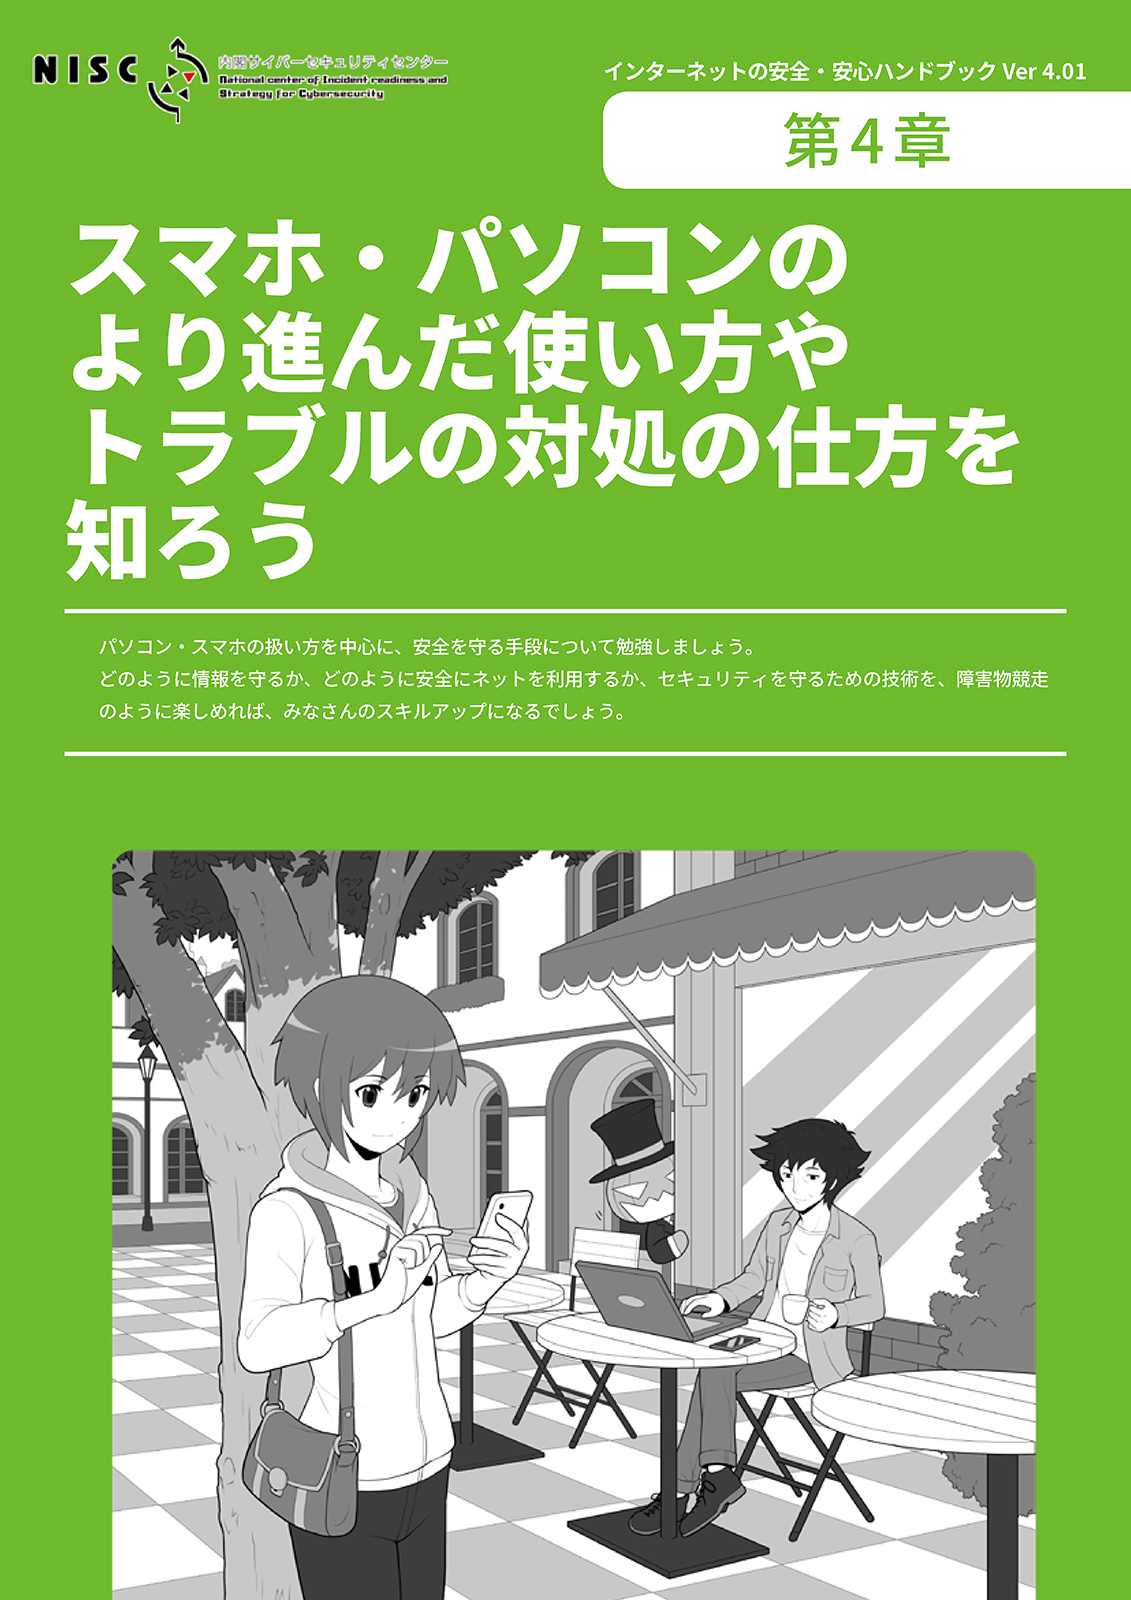 NISC
内閣サイバーセキュリティセンター
National center of Incident readiness and
Strategy for Cybersecurity
インターネットの安全・安心ハンドブック Ver 4.01
第4章
スマホ・パソコンの
より進んだ使い方や
トラブルの対処の仕方を
知ろう
パソコン・スマホの扱い方を中心に、安全を守る手段について勉強しましょう。
どのように情報を守るか、どのように安全にネットを利用するか、セキュリティを守るための技術を、障害物競走
のように楽しめれば、みなさんのスキルアップになるでしょう。